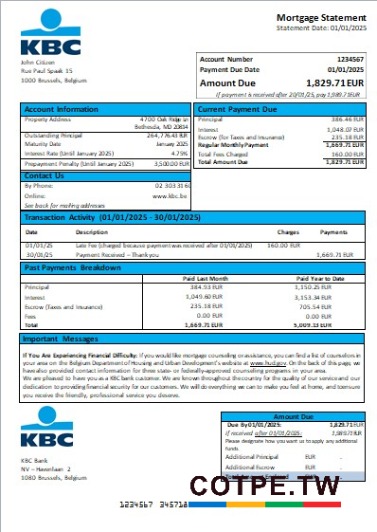 Mortgage Statement
Statement Date: 01/01/2025
KBC
John Citizen
Rue Paul Spaak 15
1000 Brussels, Belgium
Account Number 1234567
Payment Due Date 01/01/2025
Amount Due 1,829.71EUR
If payment is received after 20/01/25, pay 1,989.71EUR
Account Information
Property Address 4700 Oak Ridge Ln
Bethesda, MD 20814
Outstanding Principal 264,776.43 EUR
Maturity Date January 2025
Interest Rate (Until January 2025) 4.75%
Prepayment Penalty (Until January 2025) 3,500.00 EUR
Current Payment Due
Principal 386.46 EUR
Interest 1,048.07 EUR
Escrow (for Taxes and Insurance) 235.18 EUR
Regular Monthly Payment 1,669.71 EUR
Total Fees Charged 160.00 EUR
Total Amount Due 1,829.71 EUR
Contact Us
By Phone: 02 303 31 60
Online: www.kbc.be
See back for mailing addresses
Transaction Activity (01/01/2025 - 30/01/2025)
Date Description Charges Payments
01/01/25 Late Fee (charged because payment was received after 01/01/2025) 160.00 EUR
30/01/25 Payment Received – Thank you 1,669.71 EUR
Past Payments Breakdown
Paid Last Month Paid Year to Date
Principal 384.93 EUR 1,150.25 EUR
Interest 1,049.60 EUR 3,153.34 EUR
Escrow (Taxes and Insurance) 235.18 EUR 705.54 EUR
Fees 0.00 EUR 0.00 EUR
Total 1,669.71 EUR 5,009.13 EUR
Important Messages
If You Are Experiencing Financial Difficulty: If you would like mortgage counseling or assistance, you can find a list of counselors in
your area on the Belgian Department of Housing and Urban Development's website at www.hud.gov. On the back of this page, we
have also provided contact information for three state or federally-approved counseling programs in your area.
We are pleased to have you as a KBC bank customer. We are known throughout the country for the quality of our service and our
dedication to providing financial security for our customers. We will do everything we can to make you feel at home, and to ensure
you the friendly, professional service you deserve.
KBC
KBC Bank
NV – Havenlaan 2
1080 Brussels, Belgium
Amount Due
Due By 01/01/2025: 1,829.71 EUR
If received after 01/01/2025: 1,989.71 EUR
Please designate how you want us to apply any additional
funds.
Additional Principal EUR .
Additional Escrow EUR .
Total Amount Enclosed
COTPE.TW
1234567